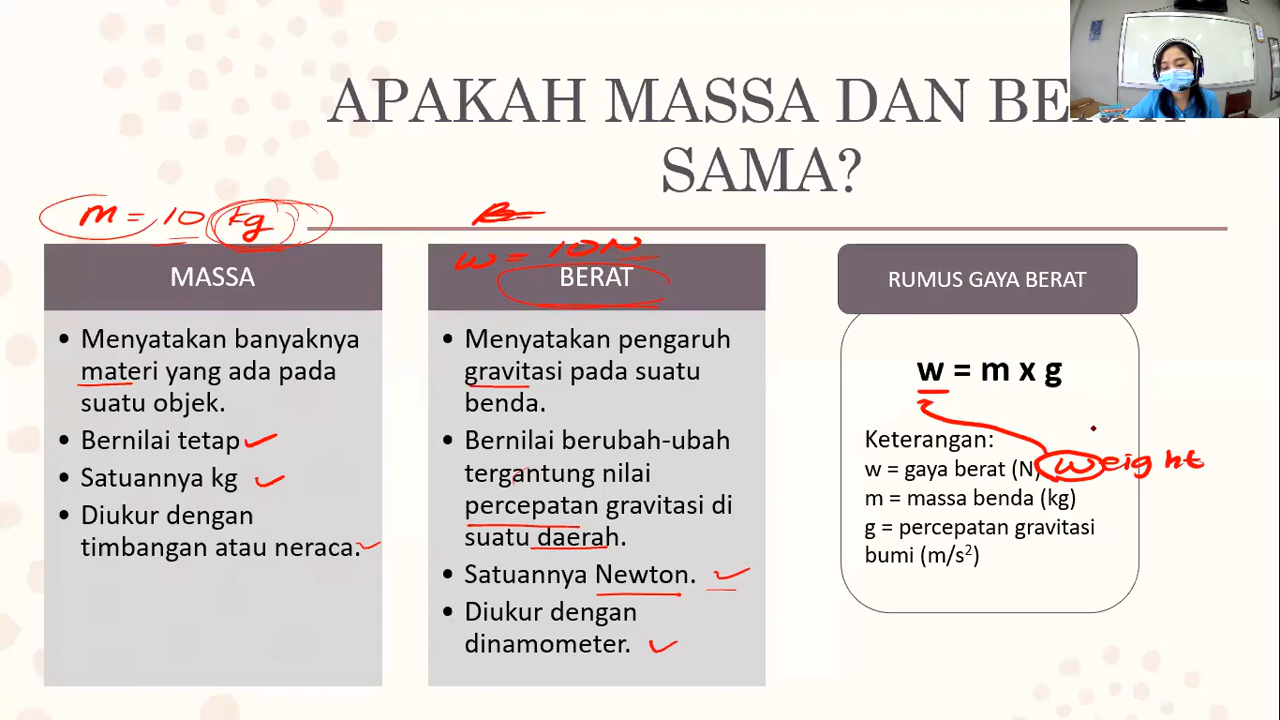 APAKAH MASSA DAN BERAT
SAMA?
m = 10 kg
B=
w = 10 N
MASSA
• Menyatakan banyaknya
materi yang ada pada
suatu objek.
• Bernilai tetap
• Satuannya kg
• Diukur dengan
timbangan atau neraca.
BERAT
• Menyatakan pengaruh
gravitasi pada suatu
benda.
• Bernilai berubah-ubah
tergantung nilai
percepatan gravitasi di
suatu daerah.
• Satuannya Newton.
• Diukur dengan
dinamometer.
RUMUS GAYA BERAT
w = m x g
Keterangan:
w = gaya berat (N)
weight
m = massa benda (kg)
g = percepatan gravitasi
bumi (m/s²)